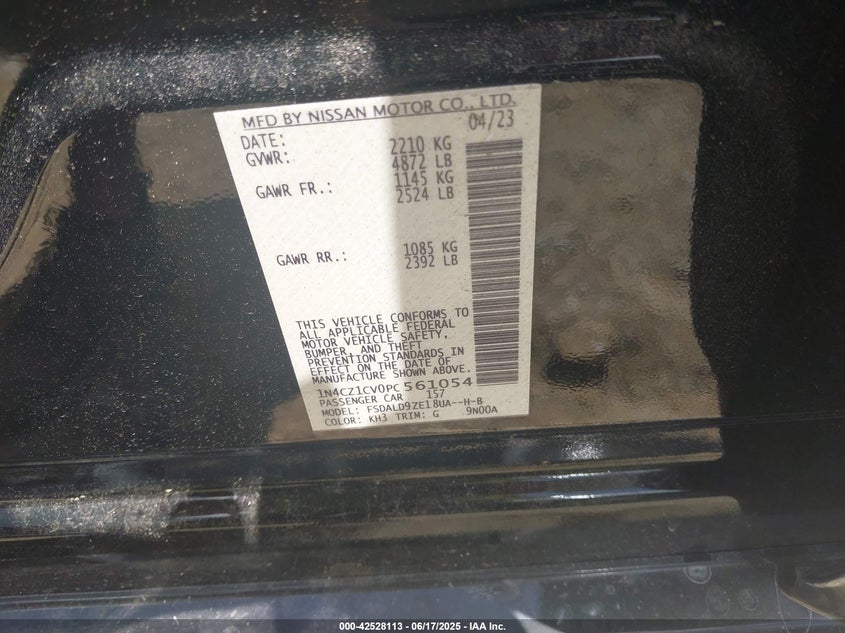 MFD BY NISSAN MOTOR CO., LTD.
DATE: 04/23
GVWR: 2210 KG
4872 LB
GAWR FR.: 1145 KG
2524 LB
GAWR RR.: 1085 KG
2392 LB
THIS VEHICLE CONFORMS TO
ALL APPLICABLE FEDERAL
MOTOR VEHICLE SAFETY,
BUMPER, AND THEFT
PREVENTION STANDARDS IN
EFFECT ON THE DATE OF
MANUFACTURE SHOWN ABOVE.
1N4CZ1CV0PC561054
PASSENGER CAR 157
MODEL: FSDALD9ZE18UA--H-B
COLOR: KH3 TRIM: G 9N00A
000-42528113 - 06/17/2025 - IAA Inc.